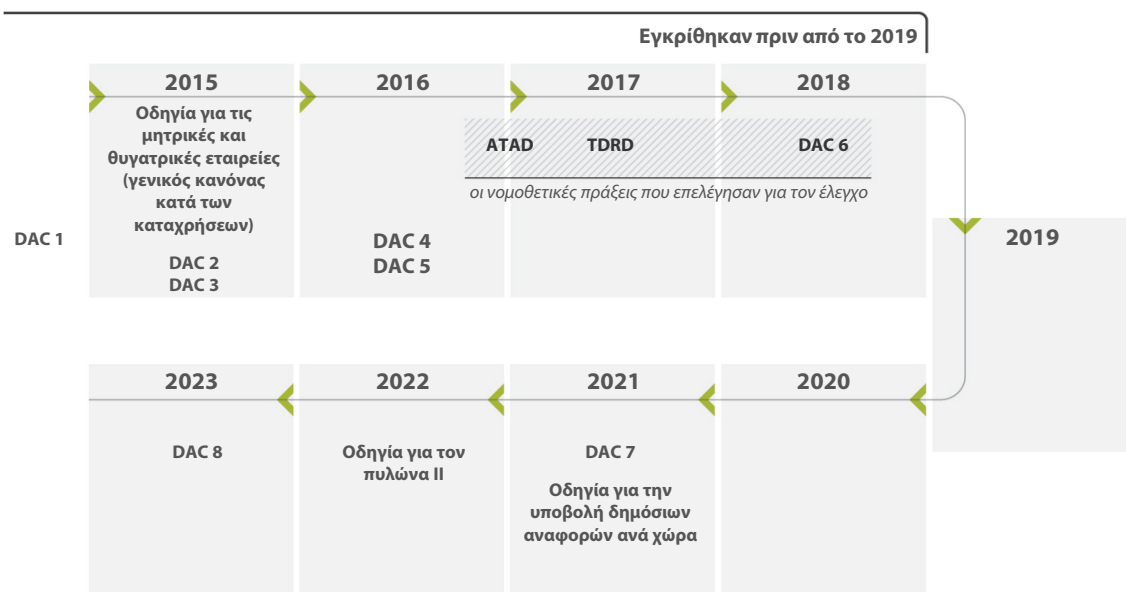 Εγκρίθηκαν πριν από το 2019
DAC 1
2015
Οδηγία για τις
μητρικές και
θυγατρικές εταιρείες
(γενικός κανόνας
κατά των
καταχρήσεων)
DAC 2
DAC 3
2016
DAC 4
DAC 5
2017
2018
ATAD TDRD DAC 6
οι νομοθετικές πράξεις που επελέγησαν για τον έλεγχο
2019
2020
2021
DAC 7
Οδηγία για την
υποβολή δημόσιων
αναφορών ανά χώρα
2022
Οδηγία για τον
πυλώνα II
2023
DAC 8